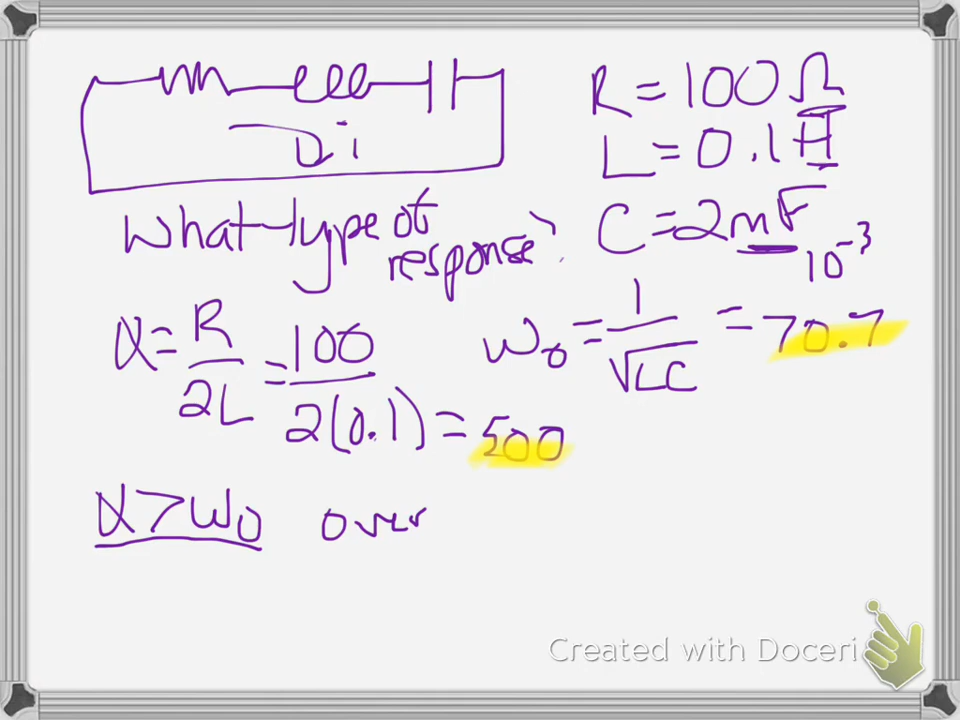 i
R = 100 Ω
L = 0.1 H
C = 2 mF
10^-3
What type of response?
α = R/2L = 100/2(0.1) = 500
ω₀ = 1/√LC = 70.7
α > ω₀ over
Created with Doceri